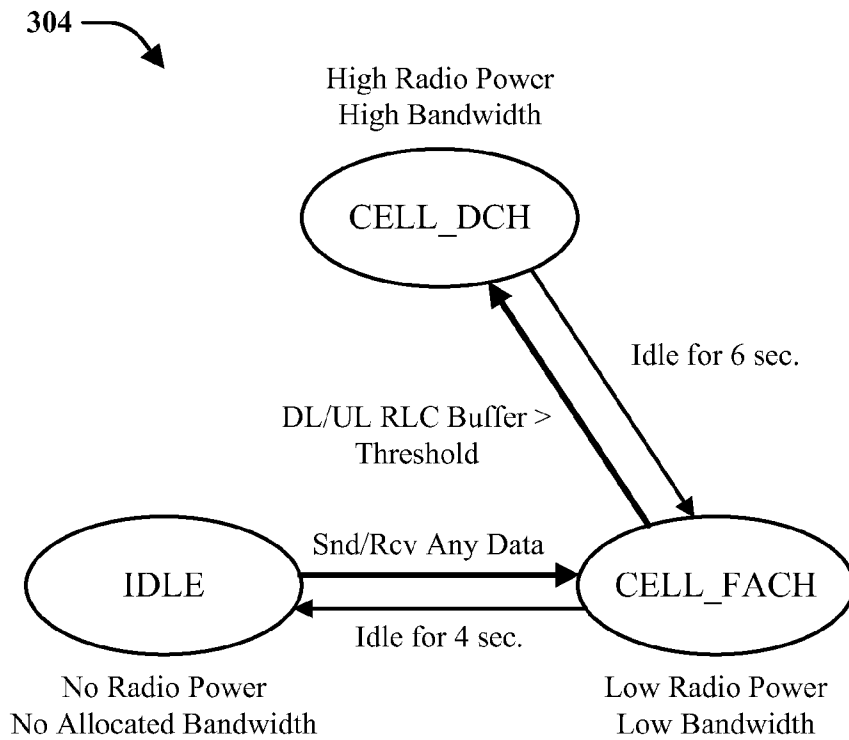 304
High Radio Power
High Bandwidth
CELL_DCH
Idle for 6 sec.
DL/UL RLC Buffer >
Threshold
Snd/Rcv Any Data
IDLE
CELL_FACH
Idle for 4 sec.
No Radio Power
No Allocated Bandwidth
Low Radio Power
Low Bandwidth